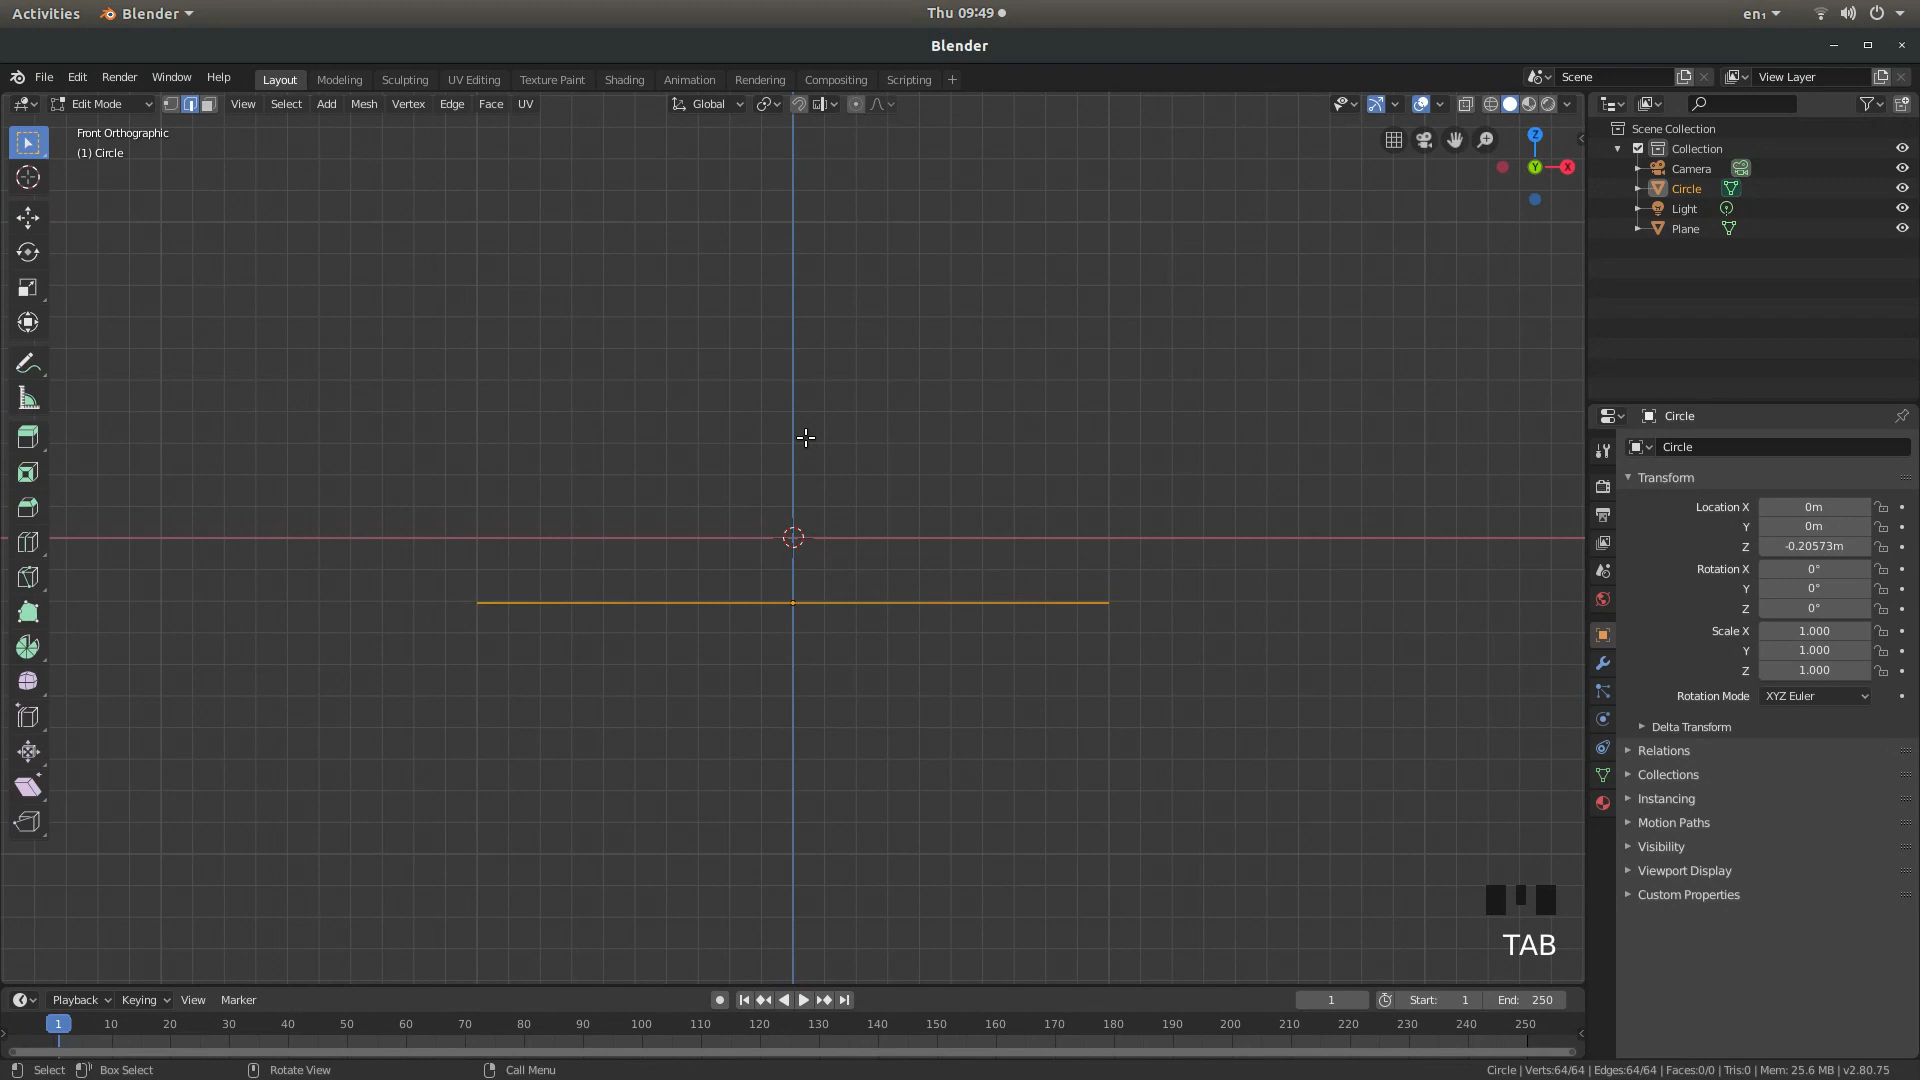 Activities Blender Thu 09:49 en₁
Blender
File Edit Render Window Help Layout Modeling Sculpting UV Editing Texture Paint Shading Animation Rendering Compositing Scripting + Scene View Layer
Edit Mode View Select Add Mesh Vertex Edge Face UV Global
Front Orthographic
(1) Circle
Z
Y
X
Scene Collection
Collection
Camera
Circle
Light
Plane
Circle
Circle
Transform
Location X 0m
Y 0m
Z -0.20573m
Rotation X 0°
Y 0°
Z 0°
Scale X 1.000
Y 1.000
Z 1.000
Rotation Mode XYZ Euler
Delta Transform
Relations
Collections
Instancing
Motion Paths
Visibility
Viewport Display
Custom Properties
TAB
Playback Keying View Marker 1 Start: 1 End: 250
1 10 20 30 40 50 60 70 80 90 100 110 120 130 140 150 160 170 180 190 200 210 220 230 240 250
Select Box Select Rotate View Call Menu Circle | Verts:64/64 | Edges:64/64 | Faces:0/0 | Tris:0 | Mem: 25.6 MB | v2.80.75